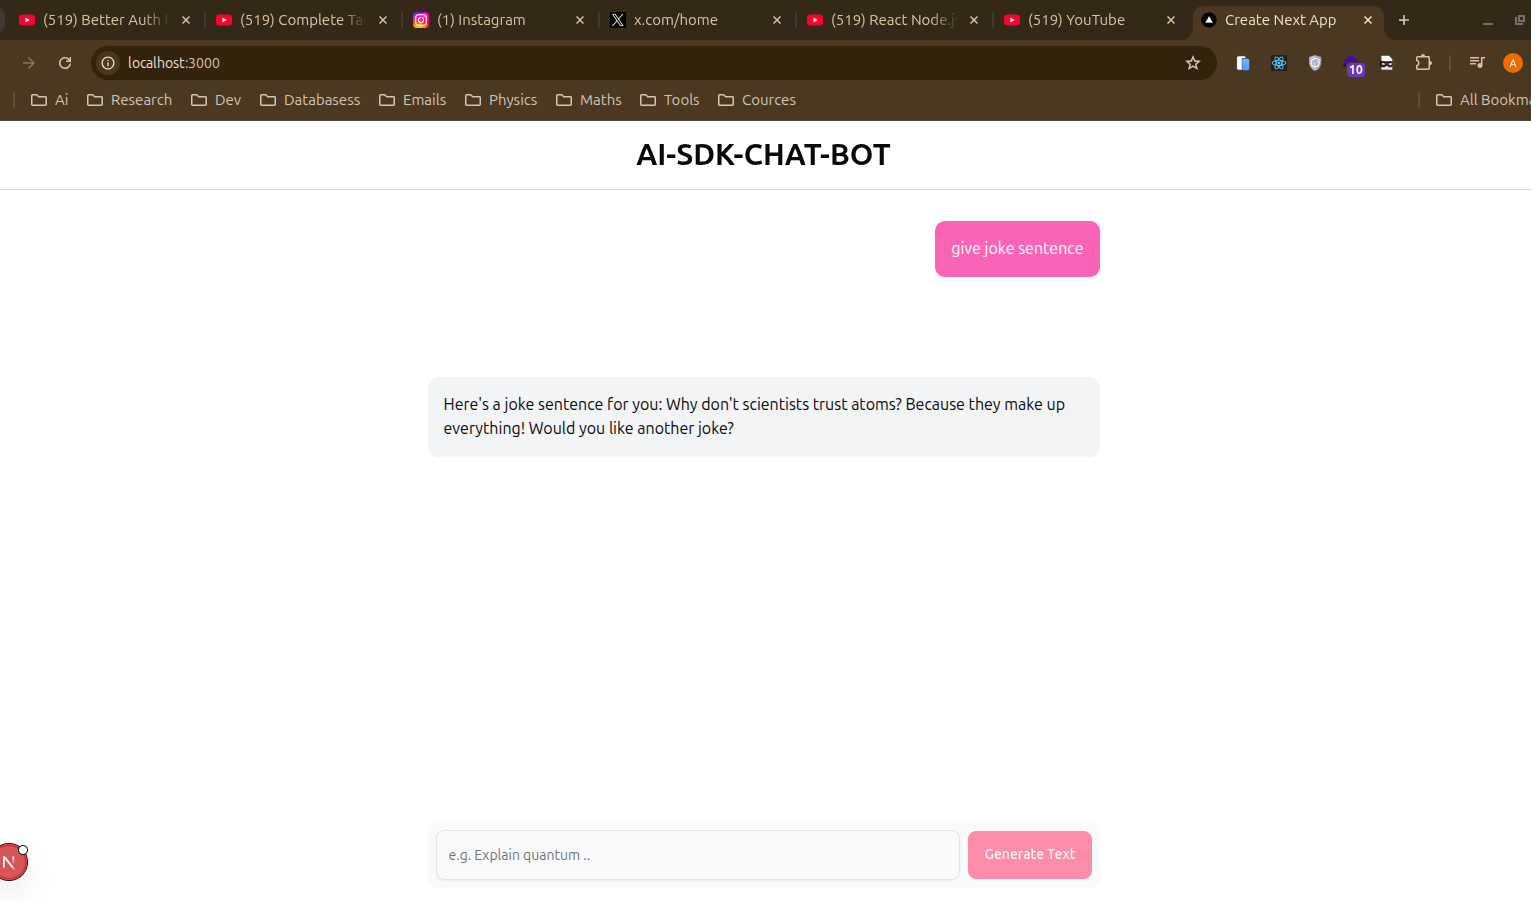 (519) Better Auth
(519) Complete Ta
(1) Instagram
x.com/home
(519) React Node.j
(519) YouTube
Create Next App
localhost:3000
10
A
Ai
Research
Dev
Databasess
Emails
Physics
Maths
Tools
Cources
All Bookma
AI-SDK-CHAT-BOT
give joke sentence
Here's a joke sentence for you: Why don't scientists trust atoms? Because they make up
everything! Would you like another joke?
e.g. Explain quantum ..
Generate Text
N